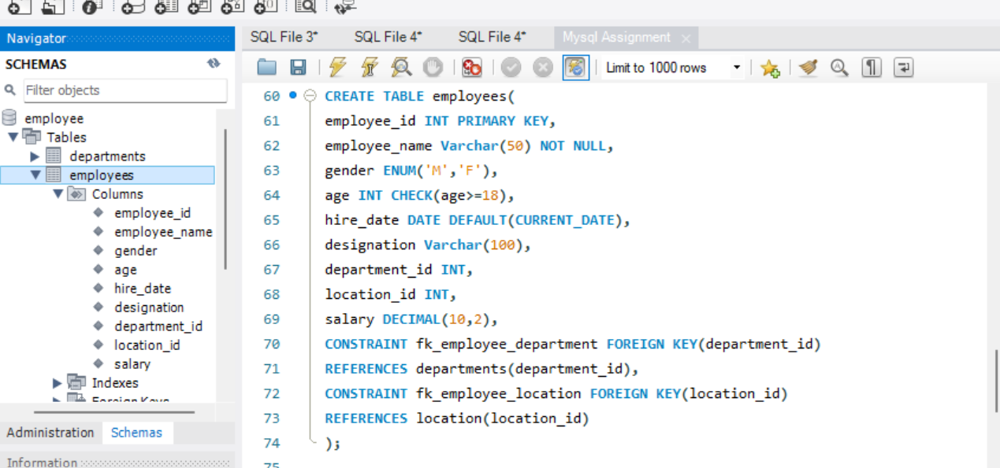 Navigator
SCHEMAS
Filter objects
employee
Tables
departments
employees
Columns
employee_id
employee_name
gender
age
hire_date
designation
department_id
location_id
salary
Indexes
Foreign Keys
Administration
Schemas
Information
SQL File 3*
SQL File 4*
SQL File 4*
Mysql Assignment
Limit to 1000 rows
60 CREATE TABLE employees(
61 employee_id INT PRIMARY KEY,
62 employee_name Varchar(50) NOT NULL,
63 gender ENUM('M','F'),
64 age INT CHECK(age>=18),
65 hire_date DATE DEFAULT(CURRENT_DATE),
66 designation Varchar(100),
67 department_id INT,
68 location_id INT,
69 salary DECIMAL(10,2),
70 CONSTRAINT fk_employee_department FOREIGN KEY(department_id)
71 REFERENCES departments(department_id),
72 CONSTRAINT fk_employee_location FOREIGN KEY(location_id)
73 REFERENCES location(location_id)
74 );
75